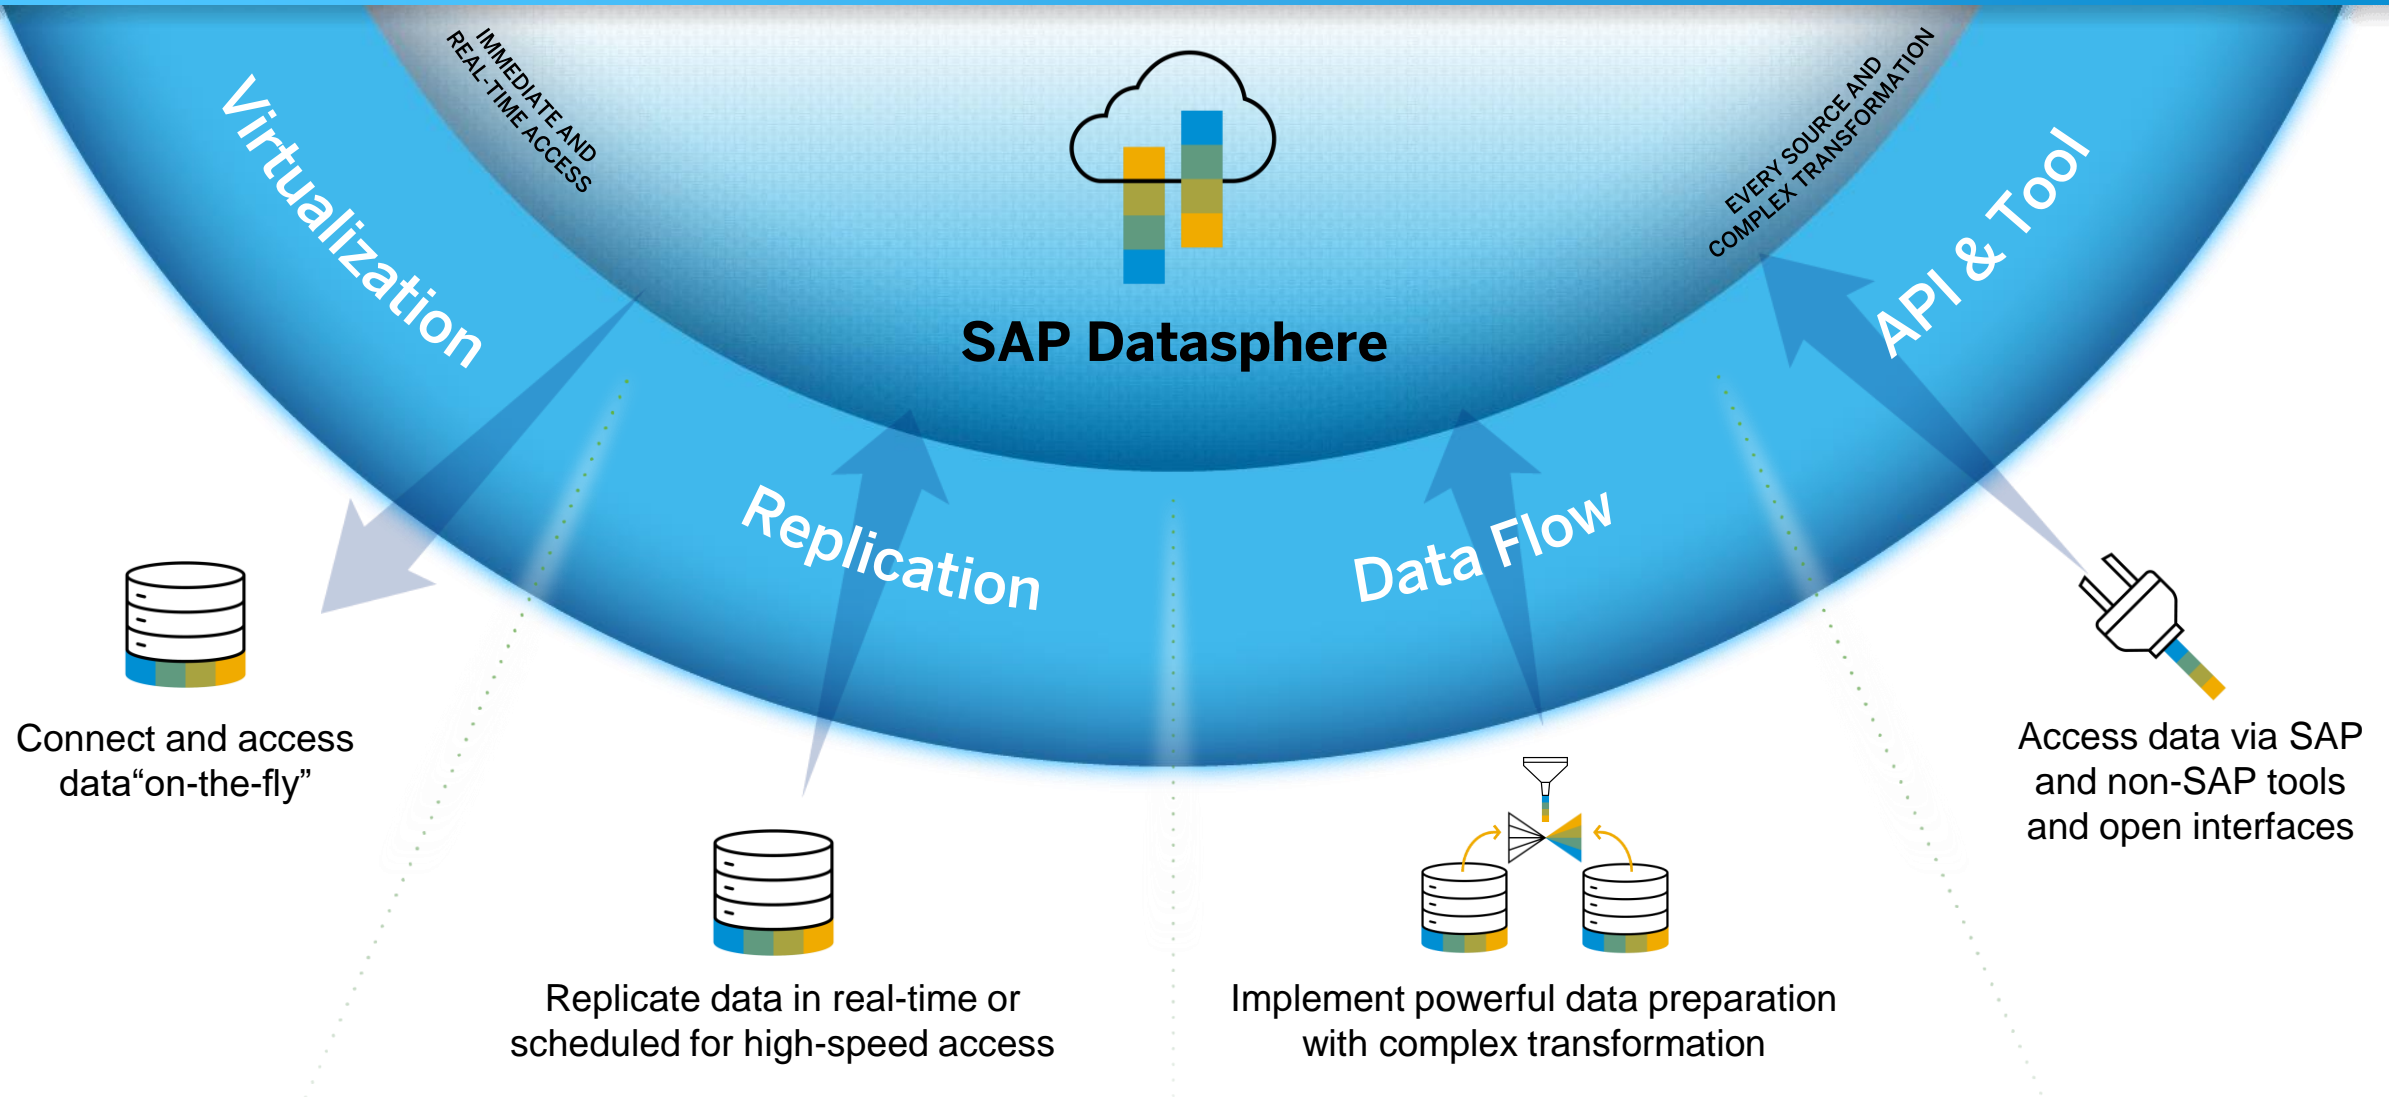 IMMEDIATE AND
REAL-TIME ACCESS
EVERY SOURCE AND
COMPLEX TRANSFORMATION
SAP Datasphere
Virtualization
Replication
Data Flow
API & Tool
Connect and access
data“on-the-fly”
Replicate data in real-time or
scheduled for high-speed access
Implement powerful data preparation
with complex transformation
Access data via SAP
and non-SAP tools
and open interfaces